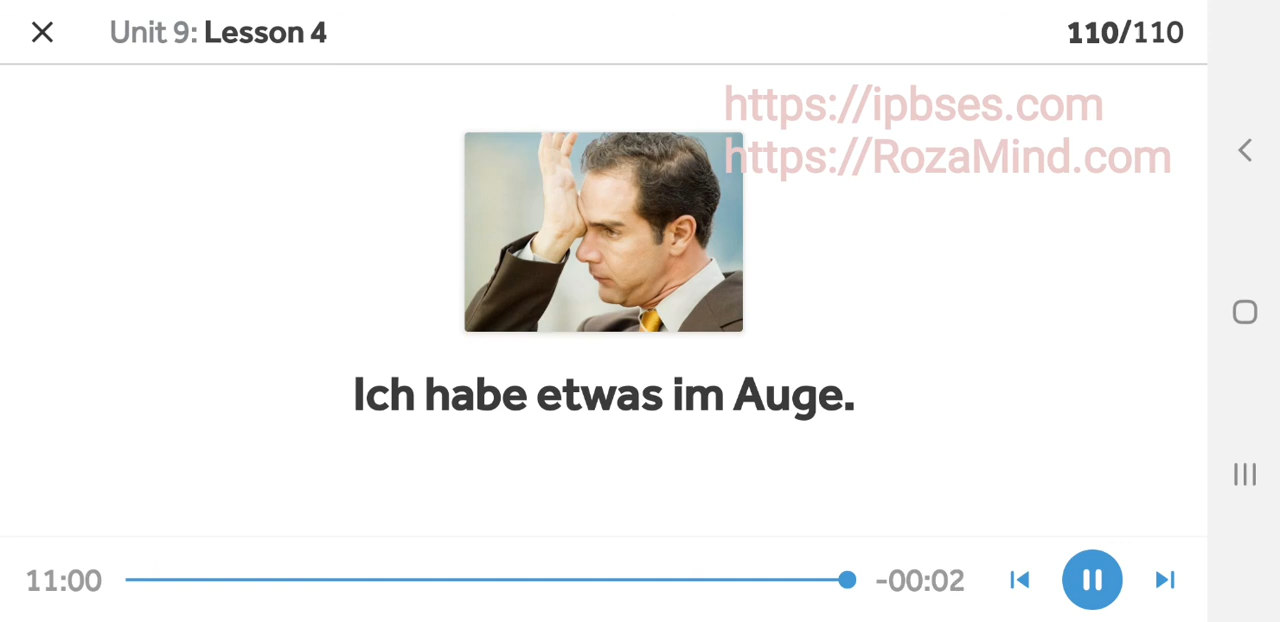 Unit 9: Lesson 4
110/110
https://ipbses.com
https://RozaMind.com
Ich habe etwas im Auge.
11:00
-00:02